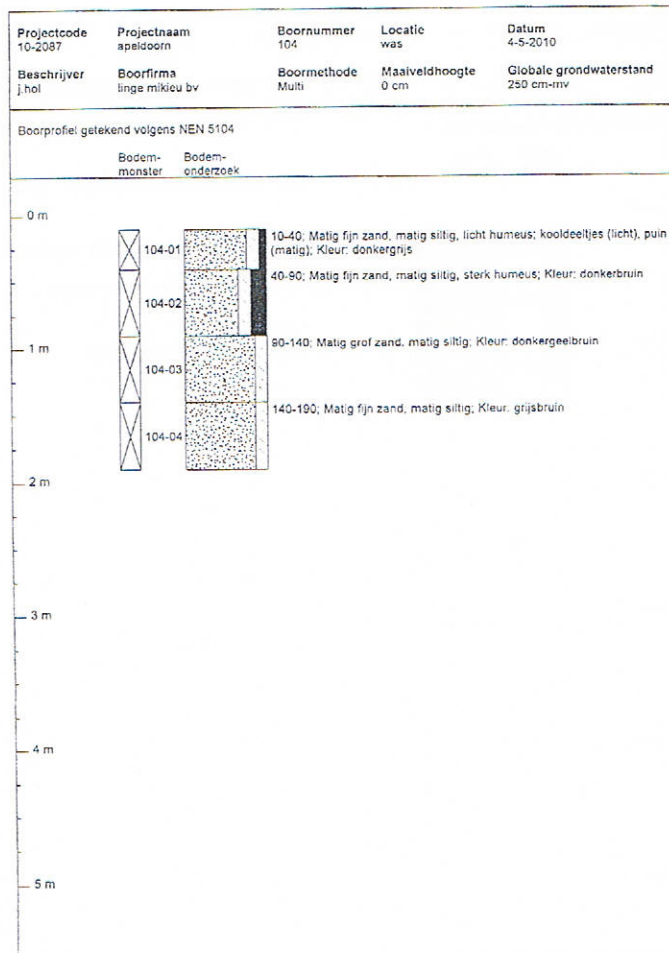 Projectcode Projectnaam Boornummer Locatie Datum
10-2087 apeldoorn 104 was 4-5-2010
Beschrijver Boorfirma Boormethode Maaiveldhoogte Globale grondwaterstand
j.hol linge mikieu bv Multi 0 cm 250 cm-mv
Boorprofiel getekend volgens NEN 5104
Bodem- Bodem-
monster onderzoek
0 m
10-40; Matig fijn zand, matig siltig, licht humeus; kooldeeltjes (licht), puin
104-01 (matig); Kleur: donkergrijs
40-90; Matig fijn zand, matig siltig, sterk humeus; Kleur: donkerbruin
104-02
90-140; Matig grof zand, matig siltig; Kleur: donkergeelbruin
1 m
104-03
140-190; Matig fijn zand, matig siltig; Kleur: grijsbruin
104-04
2 m
3 m
4 m
5 m